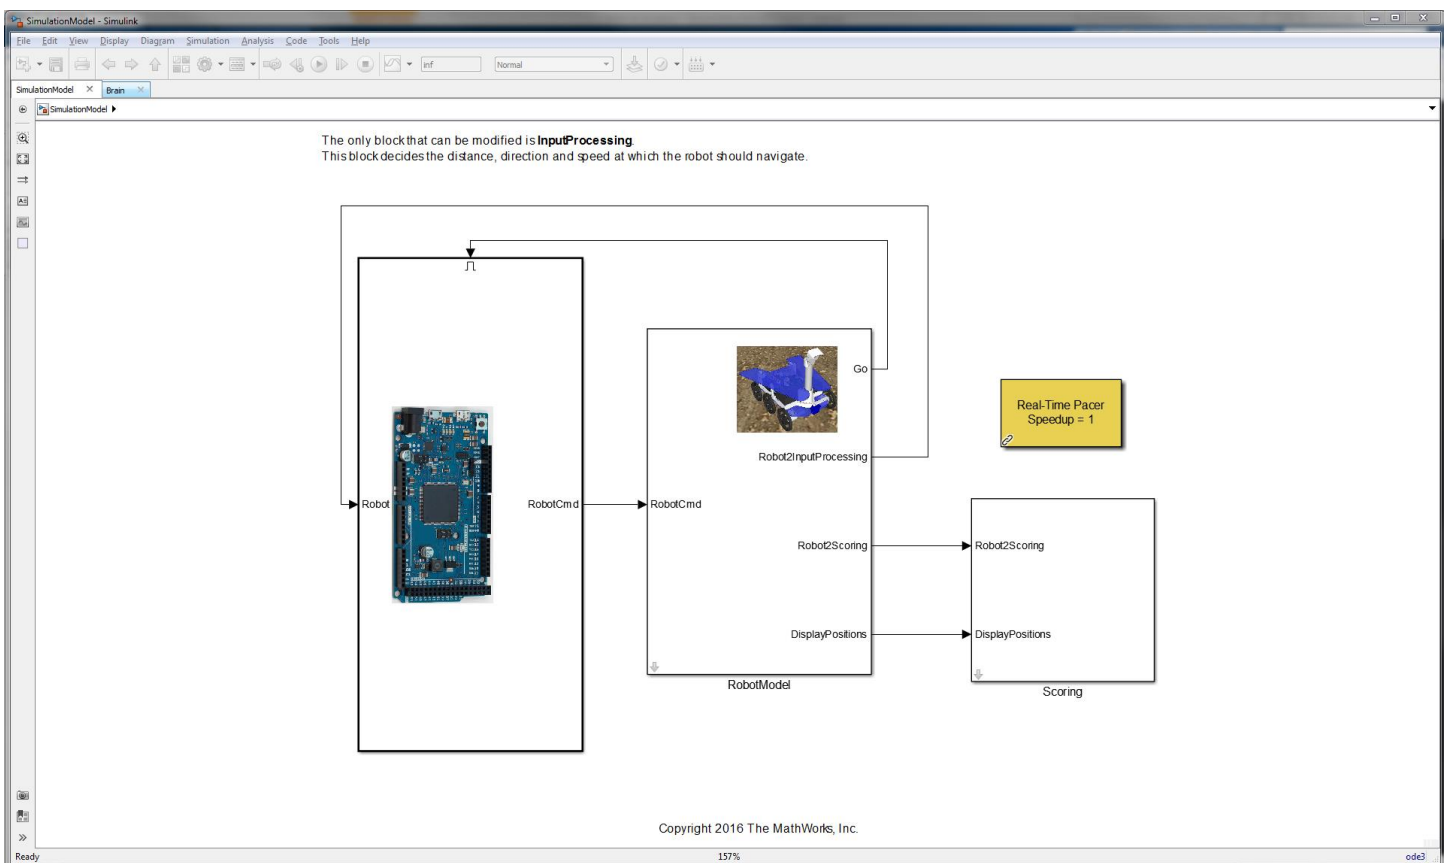 SimulationModel - Simulink
File Edit View Display Diagram Simulation Analysis Code Tools Help
inf
Normal
SimulationModel
Brain
SimulationModel
The only block that can be modified is InputProcessing.
This block decides the distance, direction and speed at which the robot should navigate.
Go
Real-Time Pacer
Speedup = 1
Robot2InputProcessing
Robot
RobotCmd
RobotCmd
Robot2Scoring
Robot2Scoring
DisplayPositions
DisplayPositions
RobotModel
Scoring
Copyright 2016 The MathWorks, Inc.
Ready
157%
ode3